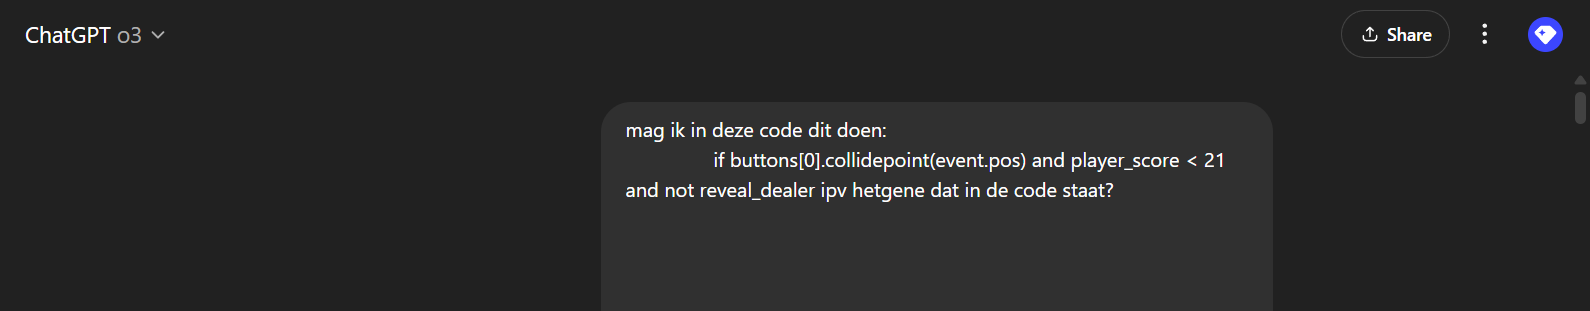 ChatGPT o3
Share
mag ik in deze code dit doen:
if buttons[0].collidepoint(event.pos) and player_score < 21
and not reveal_dealer ipv hetgene dat in de code staat?